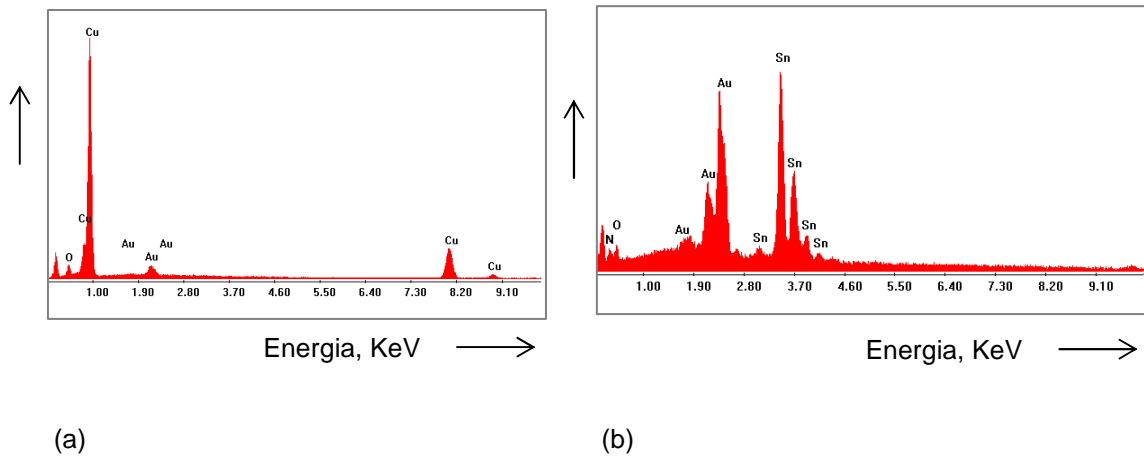 Cu
Cu
O
Au
Au
Au
Cu
Cu
1.00 1.90 2.80 3.70 4.60 5.50 6.40 7.30 8.20 9.10
Energia, KeV
(a)
Sn
Au
Au
Sn
O
N
Au
Sn
Sn
Sn
1.00 1.90 2.80 3.70 4.60 5.50 6.40 7.30 8.20 9.10
Energia, KeV
(b)